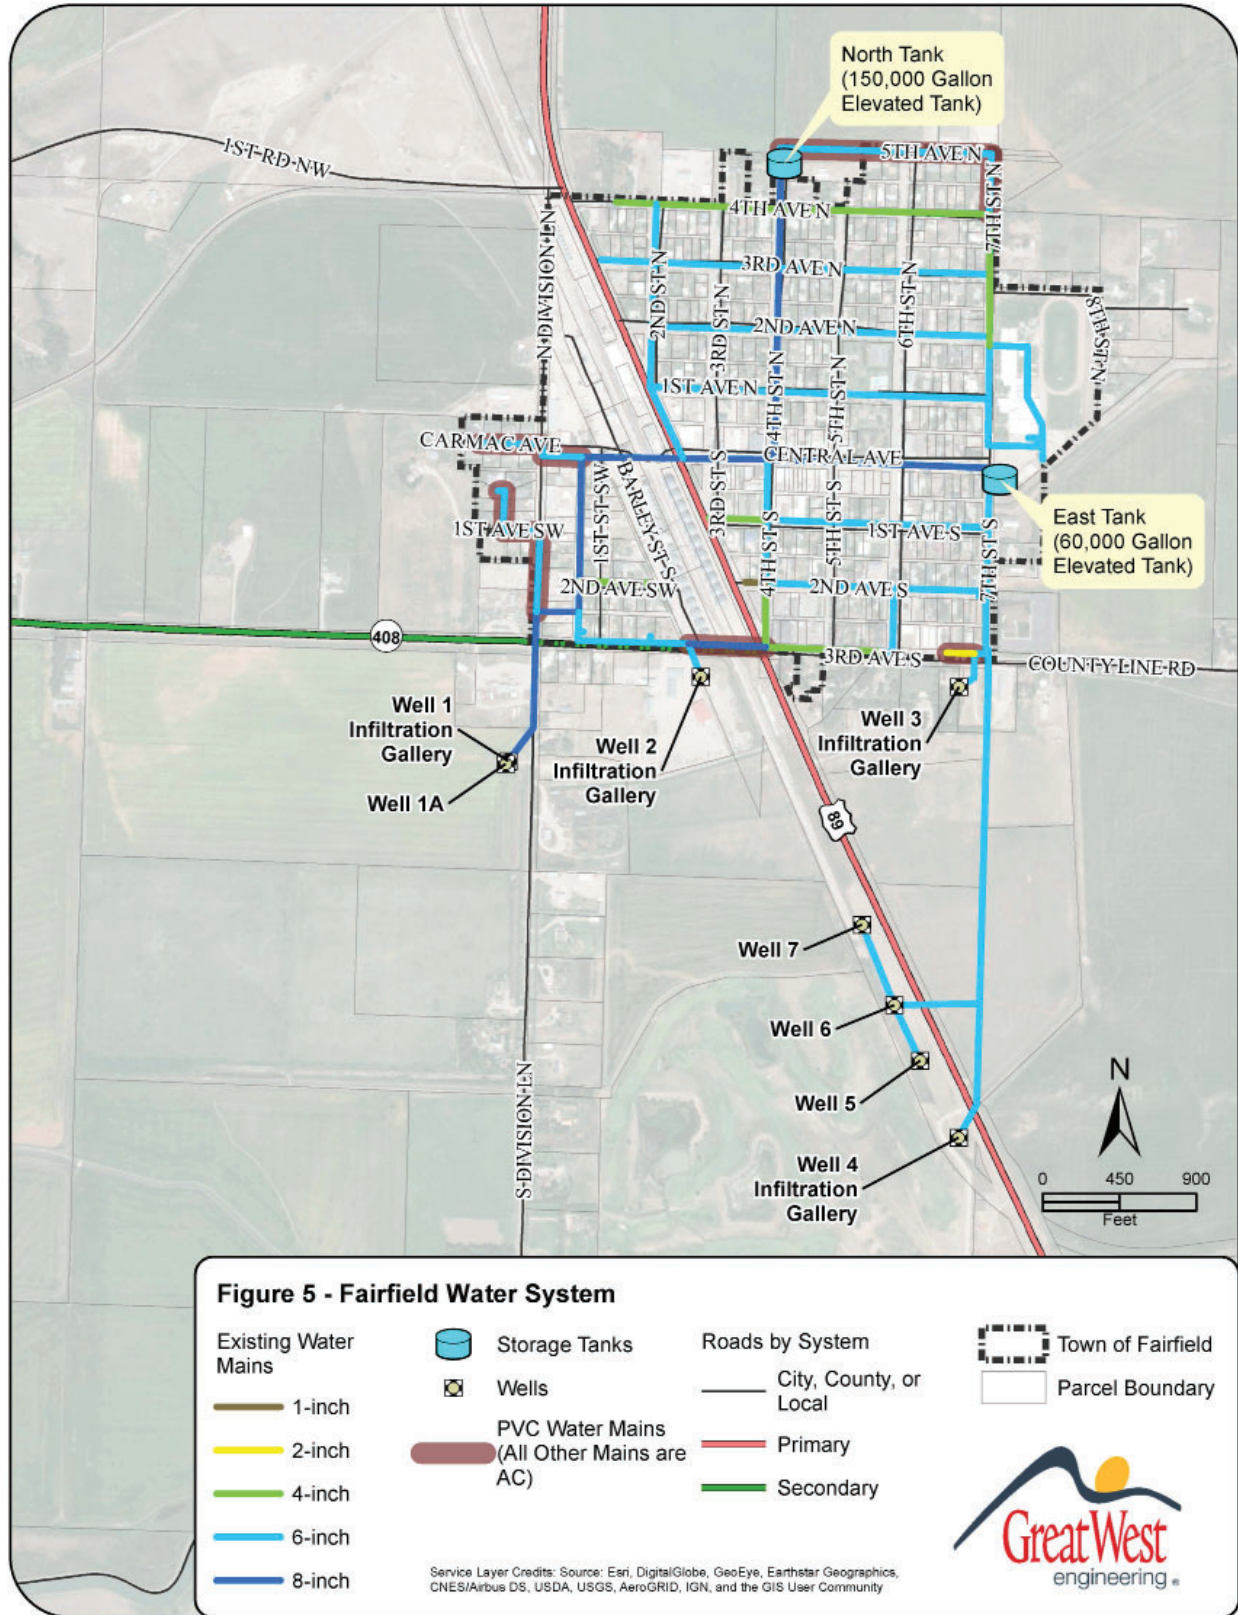 North Tank
(150,000 Gallon
Elevated Tank)
1ST RD NW
5TH AVE N
4TH AVE N
7TH ST N
N DIVISION LN
2ND ST N
3RD AVE N
3RD ST N
6TH ST N
8TH ST N
2ND AVE N
1ST AVE N
4TH ST N
5TH ST N
CARMAC AVE
CENTRAL AVE
1ST ST SW
BARLEY ST S
3RD ST S
1ST AVE SW
4TH ST S
5TH ST S
1ST AVE S
7TH ST S
East Tank
(60,000 Gallon
Elevated Tank)
2ND AVE SW
2ND AVE S
408
3RD AVE S
COUNTY LINE RD
Well 1
Infiltration
Gallery
Well 1A
Well 2
Infiltration
Gallery
Well 3
Infiltration
Gallery
89
Well 7
Well 6
Well 5
Well 4
Infiltration
Gallery
S DIVISION LN
N
0 450 900
Feet
Figure 5 - Fairfield Water System
Existing Water
Mains
1-inch
2-inch
4-inch
6-inch
8-inch
Storage Tanks
Wells
PVC Water Mains
(All Other Mains are
AC)
Roads by System
City, County, or
Local
Primary
Secondary
Town of Fairfield
Parcel Boundary
Service Layer Credits: Source: Esri, DigitalGlobe, GeoEye, Earthstar Geographics,
CNES/Airbus DS, USDA, USGS, AeroGRID, IGN, and the GIS User Community
Great West
engineering